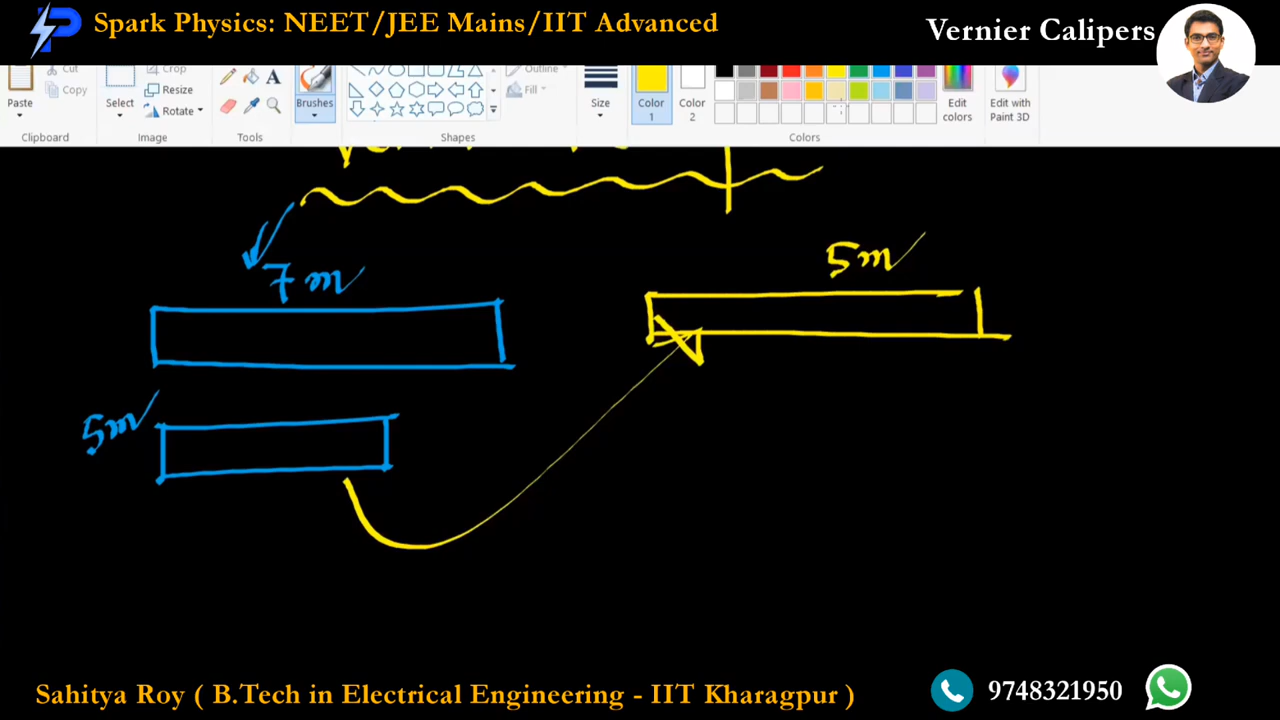 Spark Physics: NEET/JEE Mains/IIT Advanced
Vernier Calipers
Paste
Cut
Copy
Clipboard
Select
Crop
Resize
Rotate
Image
A
Tools
Brushes
Shapes
Outline
Fill
Size
Color
1
Color
2
Edit
colors
Edit with
Paint 3D
Colors
7 m
5m
5m
Sahitya Roy ( B.Tech in Electrical Engineering - IIT Kharagpur )
9748321950